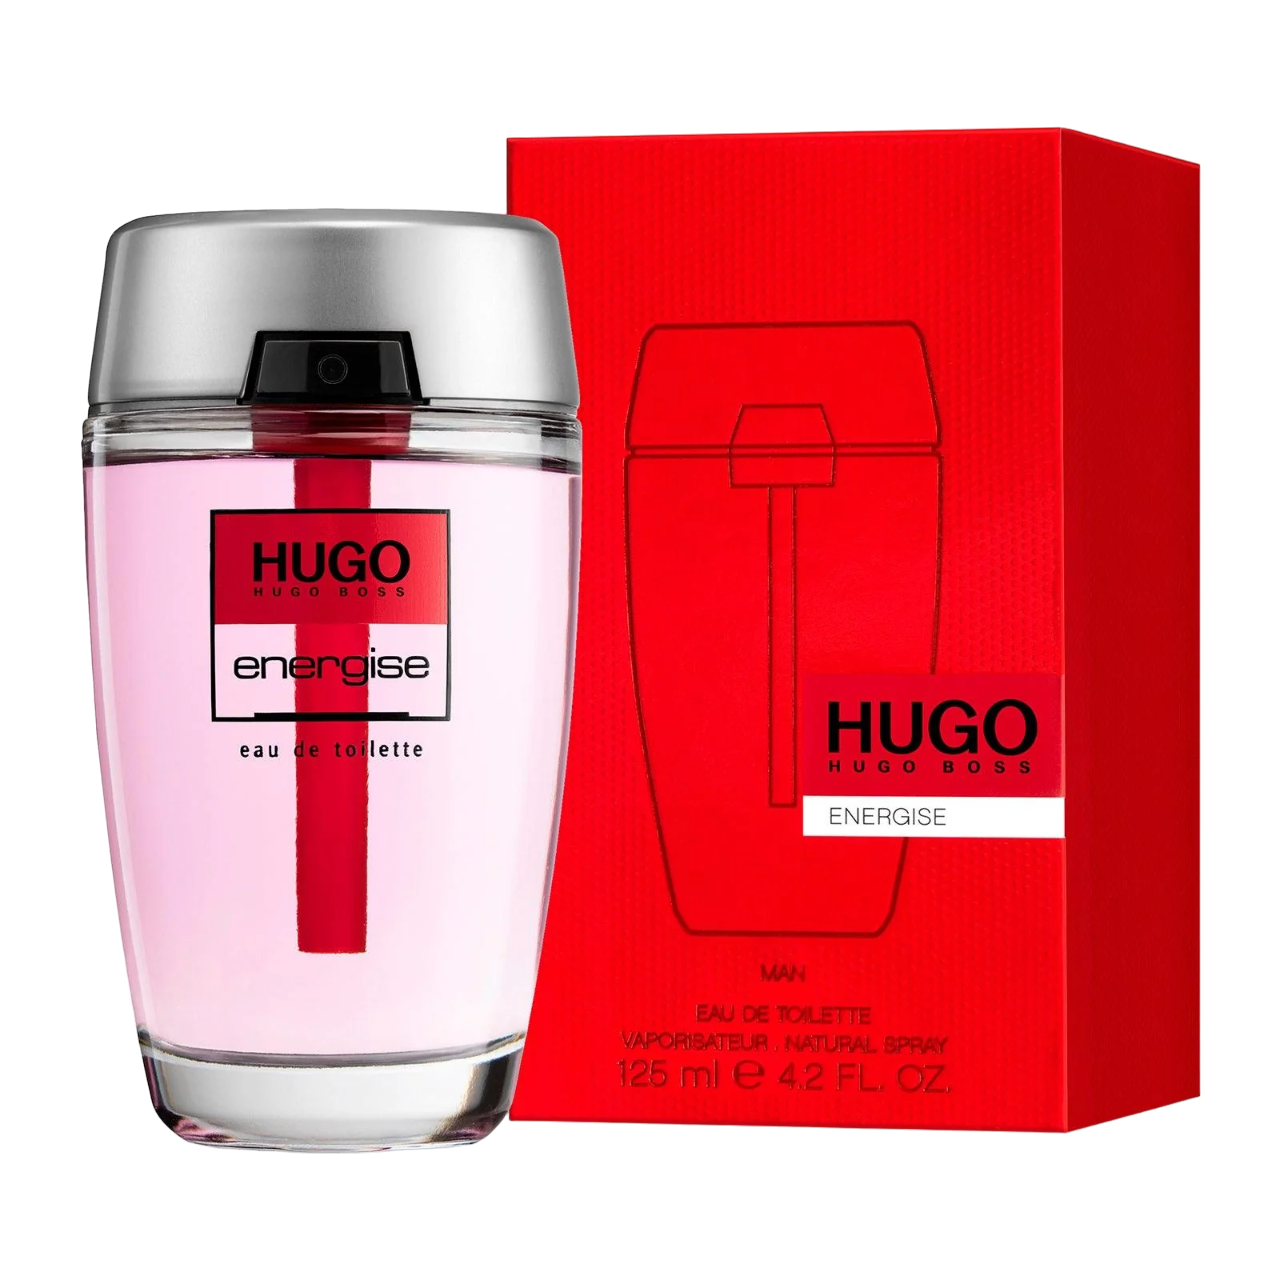 HUGO
HUGO BOSS
energise
eau de toilette
HUGO
HUGO BOSS
ENERGISE
MAN
EAU DE TOILETTE
VAPORISATEUR . NATURAL SPRAY
125 ml ℮ 4.2 FL. OZ.